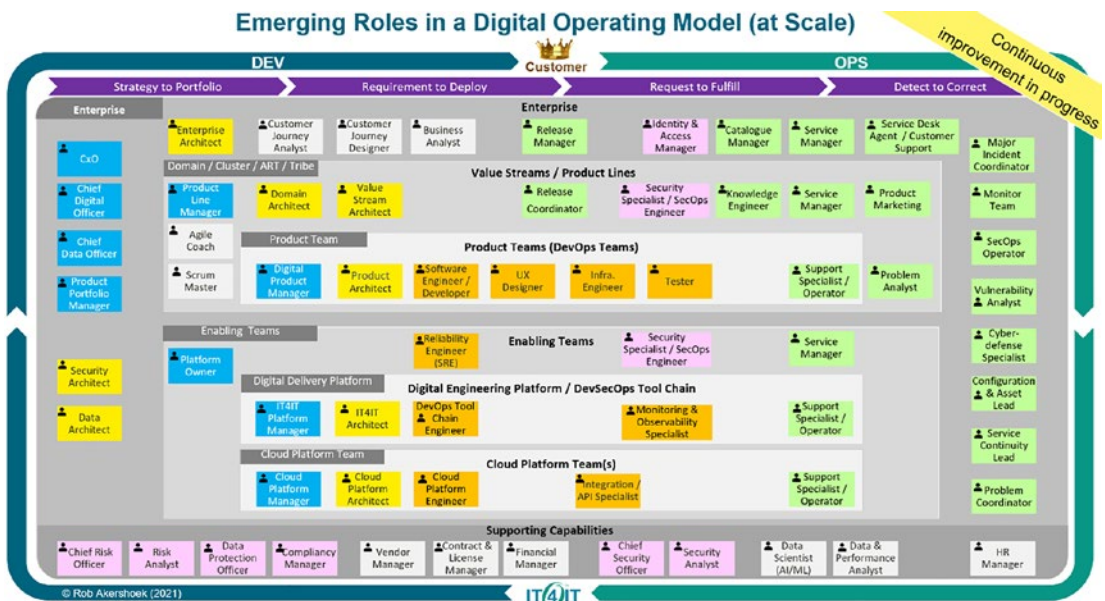 Emerging Roles in a Digital Operating Model (at Scale)
Continuous
improvement in progress
DEV
Customer
OPS
Strategy to Portfolio
Requirement to Deploy
Request to Fulfill
Detect to Correct
Enterprise
Enterprise
CxO
Chief
Digital
Officer
Chief
Data Officer
Product
Portfolio
Manager
Security
Architect
Data
Architect
Enterprise
Architect
Customer
Journey
Analyst
Customer
Journey
Designer
Business
Analyst
Release
Manager
Identity &
Access
Manager
Catalogue
Manager
Service
Manager
Service Desk
Agent / Customer
Support
Domain / Cluster / ART / Tribe
Value Streams / Product Lines
Product
Line
Manager
Domain
Architect
Value
Stream
Architect
Release
Coordinator
Security
Specialist / SecOps
Engineer
Knowledge
Engineer
Service
Manager
Product
Marketing
Agile
Coach
Scrum
Master
Product Team
Product Teams (DevOps Teams)
Digital
Product
Manager
Product
Architect
Software
Engineer /
Developer
UX
Designer
Infra.
Engineer
Tester
Support
Specialist /
Operator
Problem
Analyst
Enabling Teams
Enabling Teams
Platform
Owner
Reliability
Engineer
(SRE)
Security
Specialist / SecOps
Engineer
Service
Manager
Digital Delivery Platform
Digital Engineering Platform / DevSecOps Tool Chain
IT4IT
Platform
Manager
IT4IT
Architect
DevOps Tool
Chain
Engineer
Monitoring &
Observability
Specialist
Support
Specialist /
Operator
Cloud Platform Team
Cloud Platform Team(s)
Cloud
Platform
Manager
Cloud
Platform
Architect
Cloud
Platform
Engineer
Integration /
API Specialist
Support
Specialist /
Operator
Major
Incident
Coordinator
Monitor
Team
SecOps
Operator
Vulnerability
Analyst
Cyber-
defense
Specialist
Configuration
& Asset
Lead
Service
Continuity
Lead
Problem
Coordinator
Supporting Capabilities
Chief Risk
Officer
Risk
Analyst
Data
Protection
Officer
Compliancy
Manager
Vendor
Manager
Contract &
License
Manager
Financial
Manager
Chief
Security
Officer
Security
Analyst
Data
Scientist
(AI/ML)
Data &
Performance
Analyst
HR
Manager
© Rob Akershoek (2021)
IT4IT